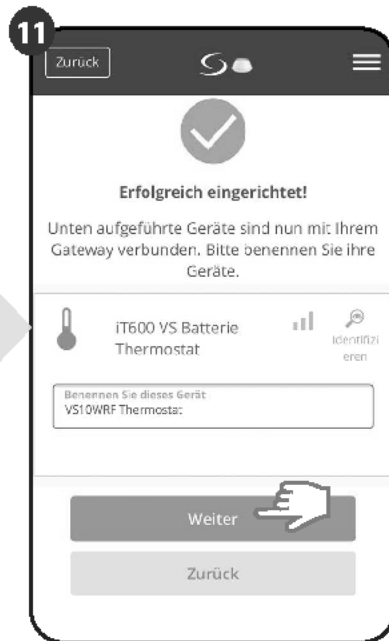 11
Zurück
Erfolgreich eingerichtet!
Unten aufgeführte Geräte sind nun mit Ihrem
Gateway verbunden. Bitte benennen Sie ihre
Geräte.
iT600 VS Batterie
Thermostat
Identifizi
eren
Benennen Sie dieses Gerät
VS10WRF Thermostat
Weiter
Zurück